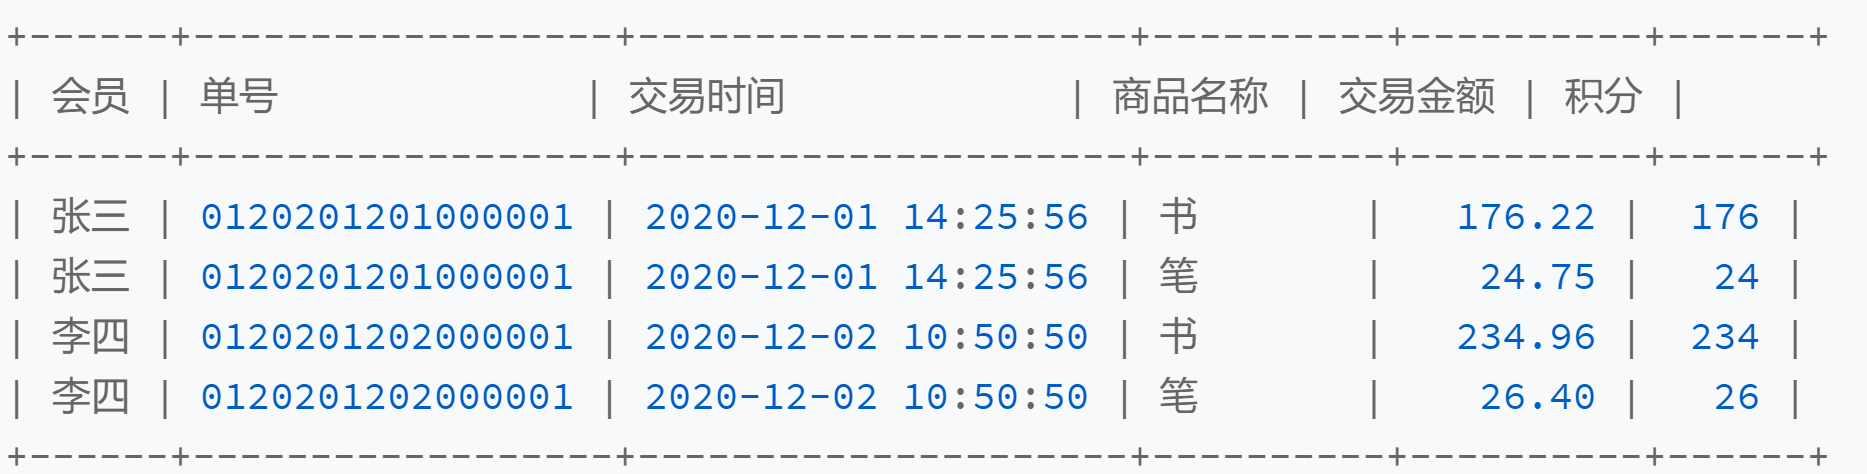 +------+------------------+---------------------+----------+----------+------+
| 会员 | 单号             | 交易时间            | 商品名称 | 交易金额 | 积分 |
+------+------------------+---------------------+----------+----------+------+
| 张三 | 0120201201000001 | 2020-12-01 14:25:56 | 书       |   176.22 |  176 |
| 张三 | 0120201201000001 | 2020-12-01 14:25:56 | 笔       |    24.75 |   24 |
| 李四 | 0120201202000001 | 2020-12-02 10:50:50 | 书       |   234.96 |  234 |
| 李四 | 0120201202000001 | 2020-12-02 10:50:50 | 笔       |    26.40 |   26 |
+------+------------------+---------------------+----------+----------+------+